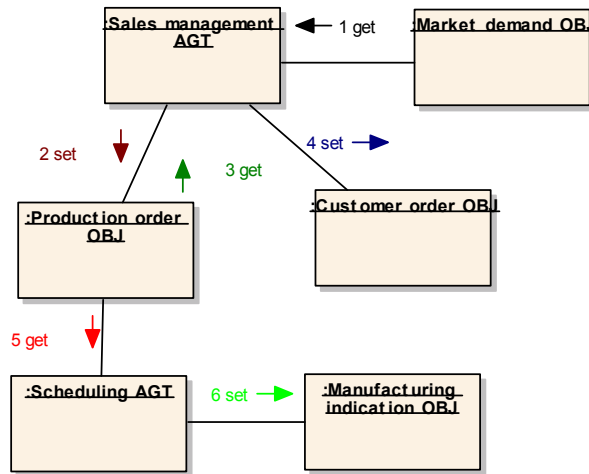 :Sales management
AGT
1 get
:Market demand OBJ
2 set
3 get
4 set
:Production order
OBJ
:Customer order OBJ
5 get
:Scheduling AGT
6 set
:Manufacturing
indication OBJ